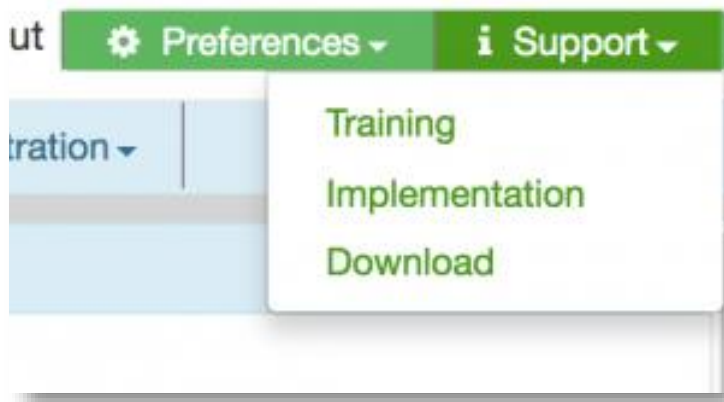 ut Preferences i Support
tration
Training
Implementation
Download